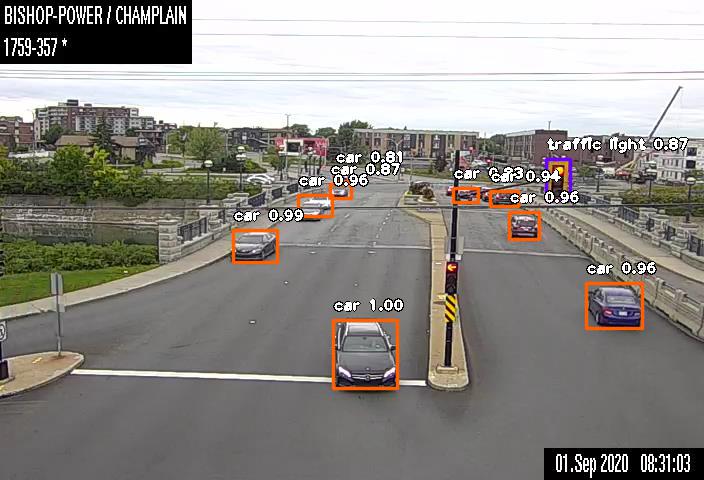 BISHOP-POWER / CHAMPLAIN
1759-357 *
traffic light 0.87
car 0.81
car 0.87
car 0.96
car 0.94
car 0.96
car 0.99
car 0.96
car 1.00
01.Sep 2020 08:31:03